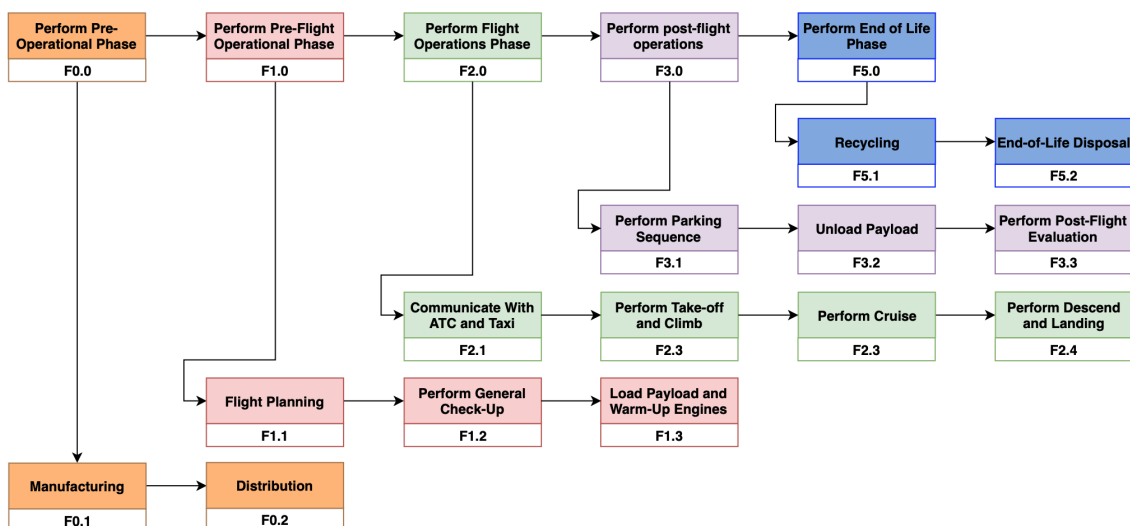 Perform Pre-
Operational Phase
F0.0
Perform Pre-Flight
Operational Phase
F1.0
Perform Flight
Operations Phase
F2.0
Perform post-flight
operations
F3.0
Perform End of Life
Phase
F5.0
Recycling
F5.1
End-of-Life Disposal
F5.2
Perform Parking
Sequence
F3.1
Unload Payload
F3.2
Perform Post-Flight
Evaluation
F3.3
Communicate With
ATC and Taxi
F2.1
Perform Take-off
and Climb
F2.3
Perform Cruise
F2.3
Perform Descend
and Landing
F2.4
Flight Planning
F1.1
Perform General
Check-Up
F1.2
Load Payload and
Warm-Up Engines
F1.3
Manufacturing
F0.1
Distribution
F0.2